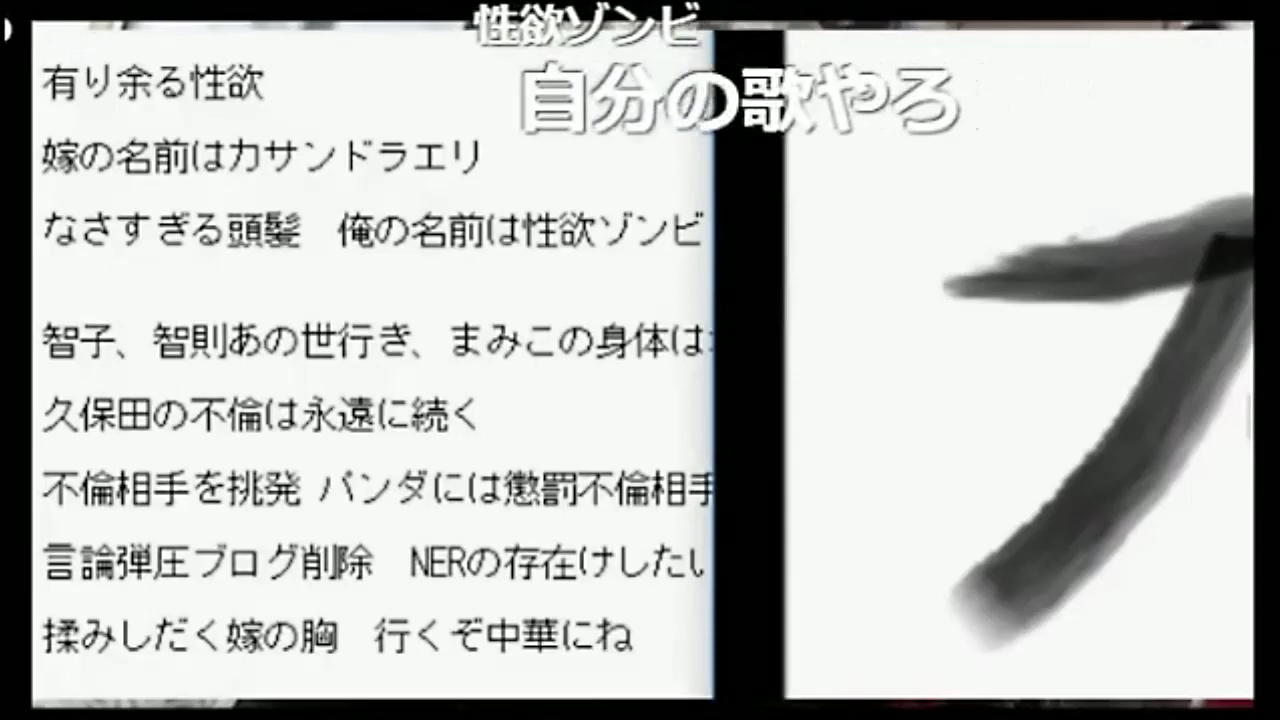 性欲ゾンビ
自分の歌やろ
有り余る性欲
嫁の名前はカサンドラエリ
なさすぎる頭髪　俺の名前は性欲ゾンビ
智子、智則あの世行き、まみこの身体は
久保田の不倫は永遠に続く
不倫相手を挑発 パンダには懲罰不倫相手
言論弾圧ブログ削除　NERの存在けしたい
揉みしだく嫁の胸　行くぞ中華にね